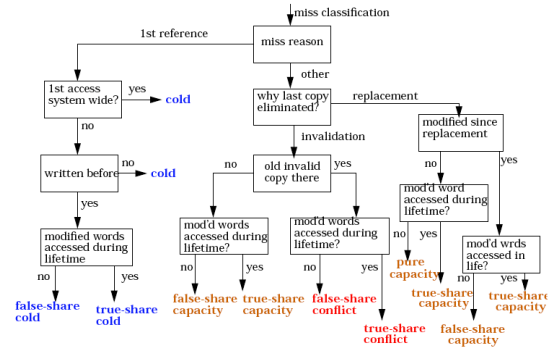 miss classification
1st reference
miss reason
other
1st access
system wide?
yes
cold
no
written before
no
cold
yes
modified words
accessed during
lifetime
no
yes
false-share
cold
true-share
cold
why last copy
eliminated?
replacement
invalidation
no
old invalid
copy there
yes
mod'd words
accessed during
lifetime?
mod'd words
accessed during
lifetime?
no
yes
no
yes
false-share
capacity
true-share
capacity
false-share
conflict
true-share
conflict
modified since
replacement
no
yes
mod'd word
accessed during
lifetime?
mod'd wrds
accessed in
life?
no
yes
pure
capacity
true-share
capacity
no
yes
false-share
capacity
true-share
capacity